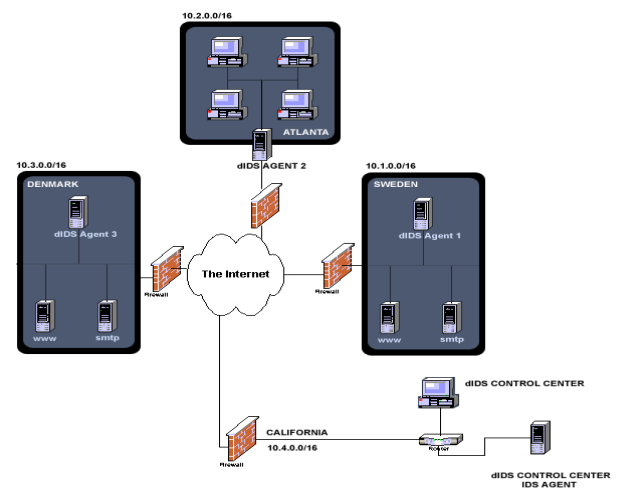 10.2.0.0/16
ATLANTA
dIDS AGENT 2
10.3.0.0/16
DENMARK
dIDS Agent 3
www
smtp
Firewall
The Internet
10.1.0.0/16
SWEDEN
dIDS Agent 1
www
smtp
Firewall
dIDS CONTROL CENTER
CALIFORNIA
10.4.0.0/16
Firewall
Router
dIDS CONTROL CENTER
IDS AGENT